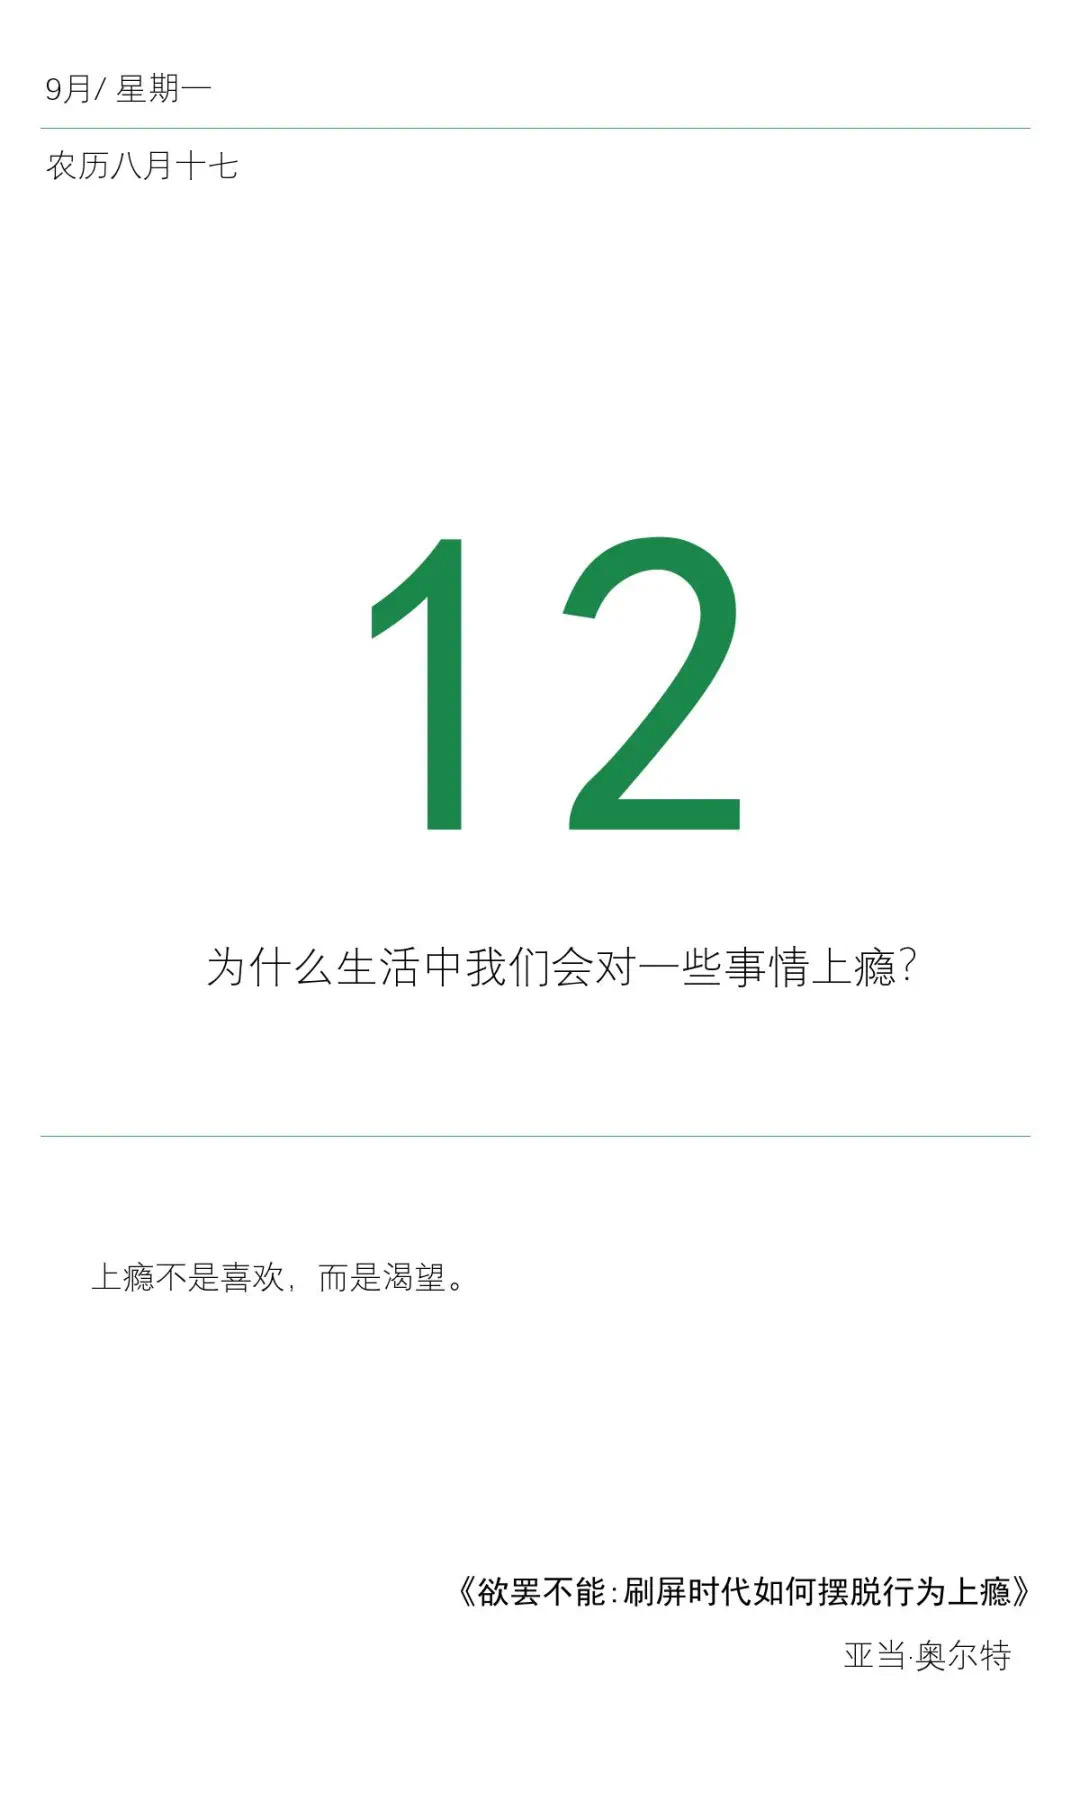 9月/ 星期一
农历八月十七
12
为什么生活中我们会对一些事情上瘾？
上瘾不是喜欢，而是渴望。
《欲罢不能：刷屏时代如何摆脱行为上瘾》
亚当·奥尔特